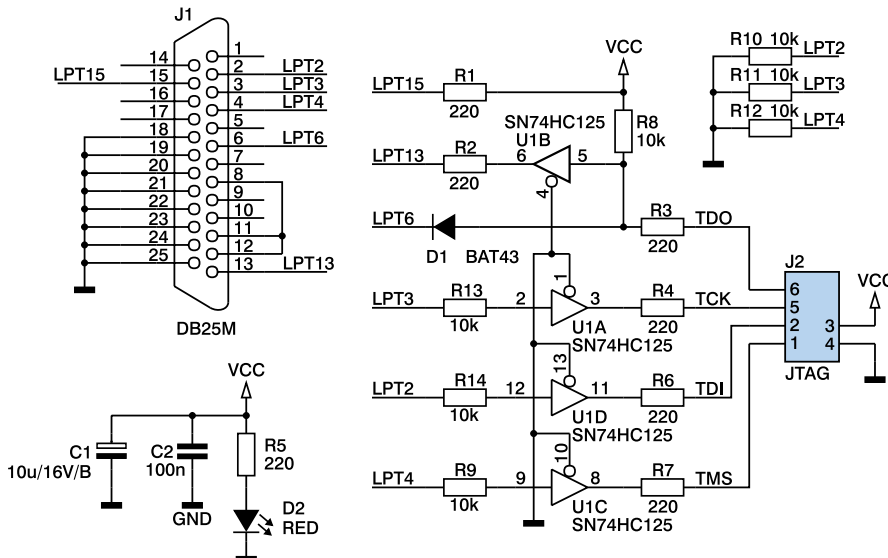 J1
14
15
16
17
18
19
20
21
22
23
24
25
1
2
3
4
5
6
7
8
9
10
11
12
13
LPT15
LPT2
LPT3
LPT4
LPT6
LPT13
DB25M
VCC
C1
10u/16V/B
C2
100n
GND
R5
220
D2
RED
VCC
LPT15
R1
220
R8
10k
SN74HC125
U1B
LPT13
R2
220
6
5
4
LPT6
D1
BAT43
R3
220
TDO
LPT3
R13
10k
2
1
3
U1A
SN74HC125
R4
220
TCK
LPT2
R14
10k
12
13
11
U1D
SN74HC125
R6
220
TDI
LPT4
R9
10k
9
10
8
U1C
SN74HC125
R7
220
TMS
R10 10k
LPT2
R11 10k
LPT3
R12 10k
LPT4
J2
6
5
2
1
3
4
JTAG
VCC